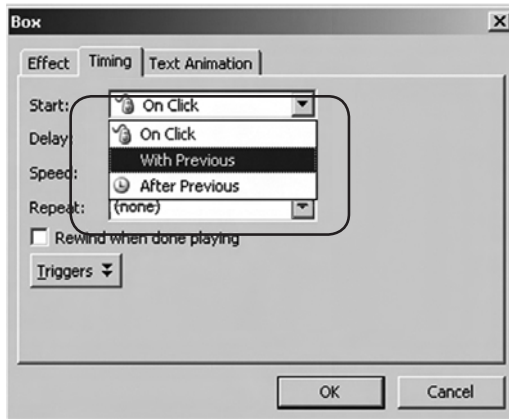 Box
Effect Timing Text Animation
Start: On Click
Delay: On Click
With Previous
Speed:
After Previous
Repeat: (none)
Rewind when done playing
Triggers
OK Cancel